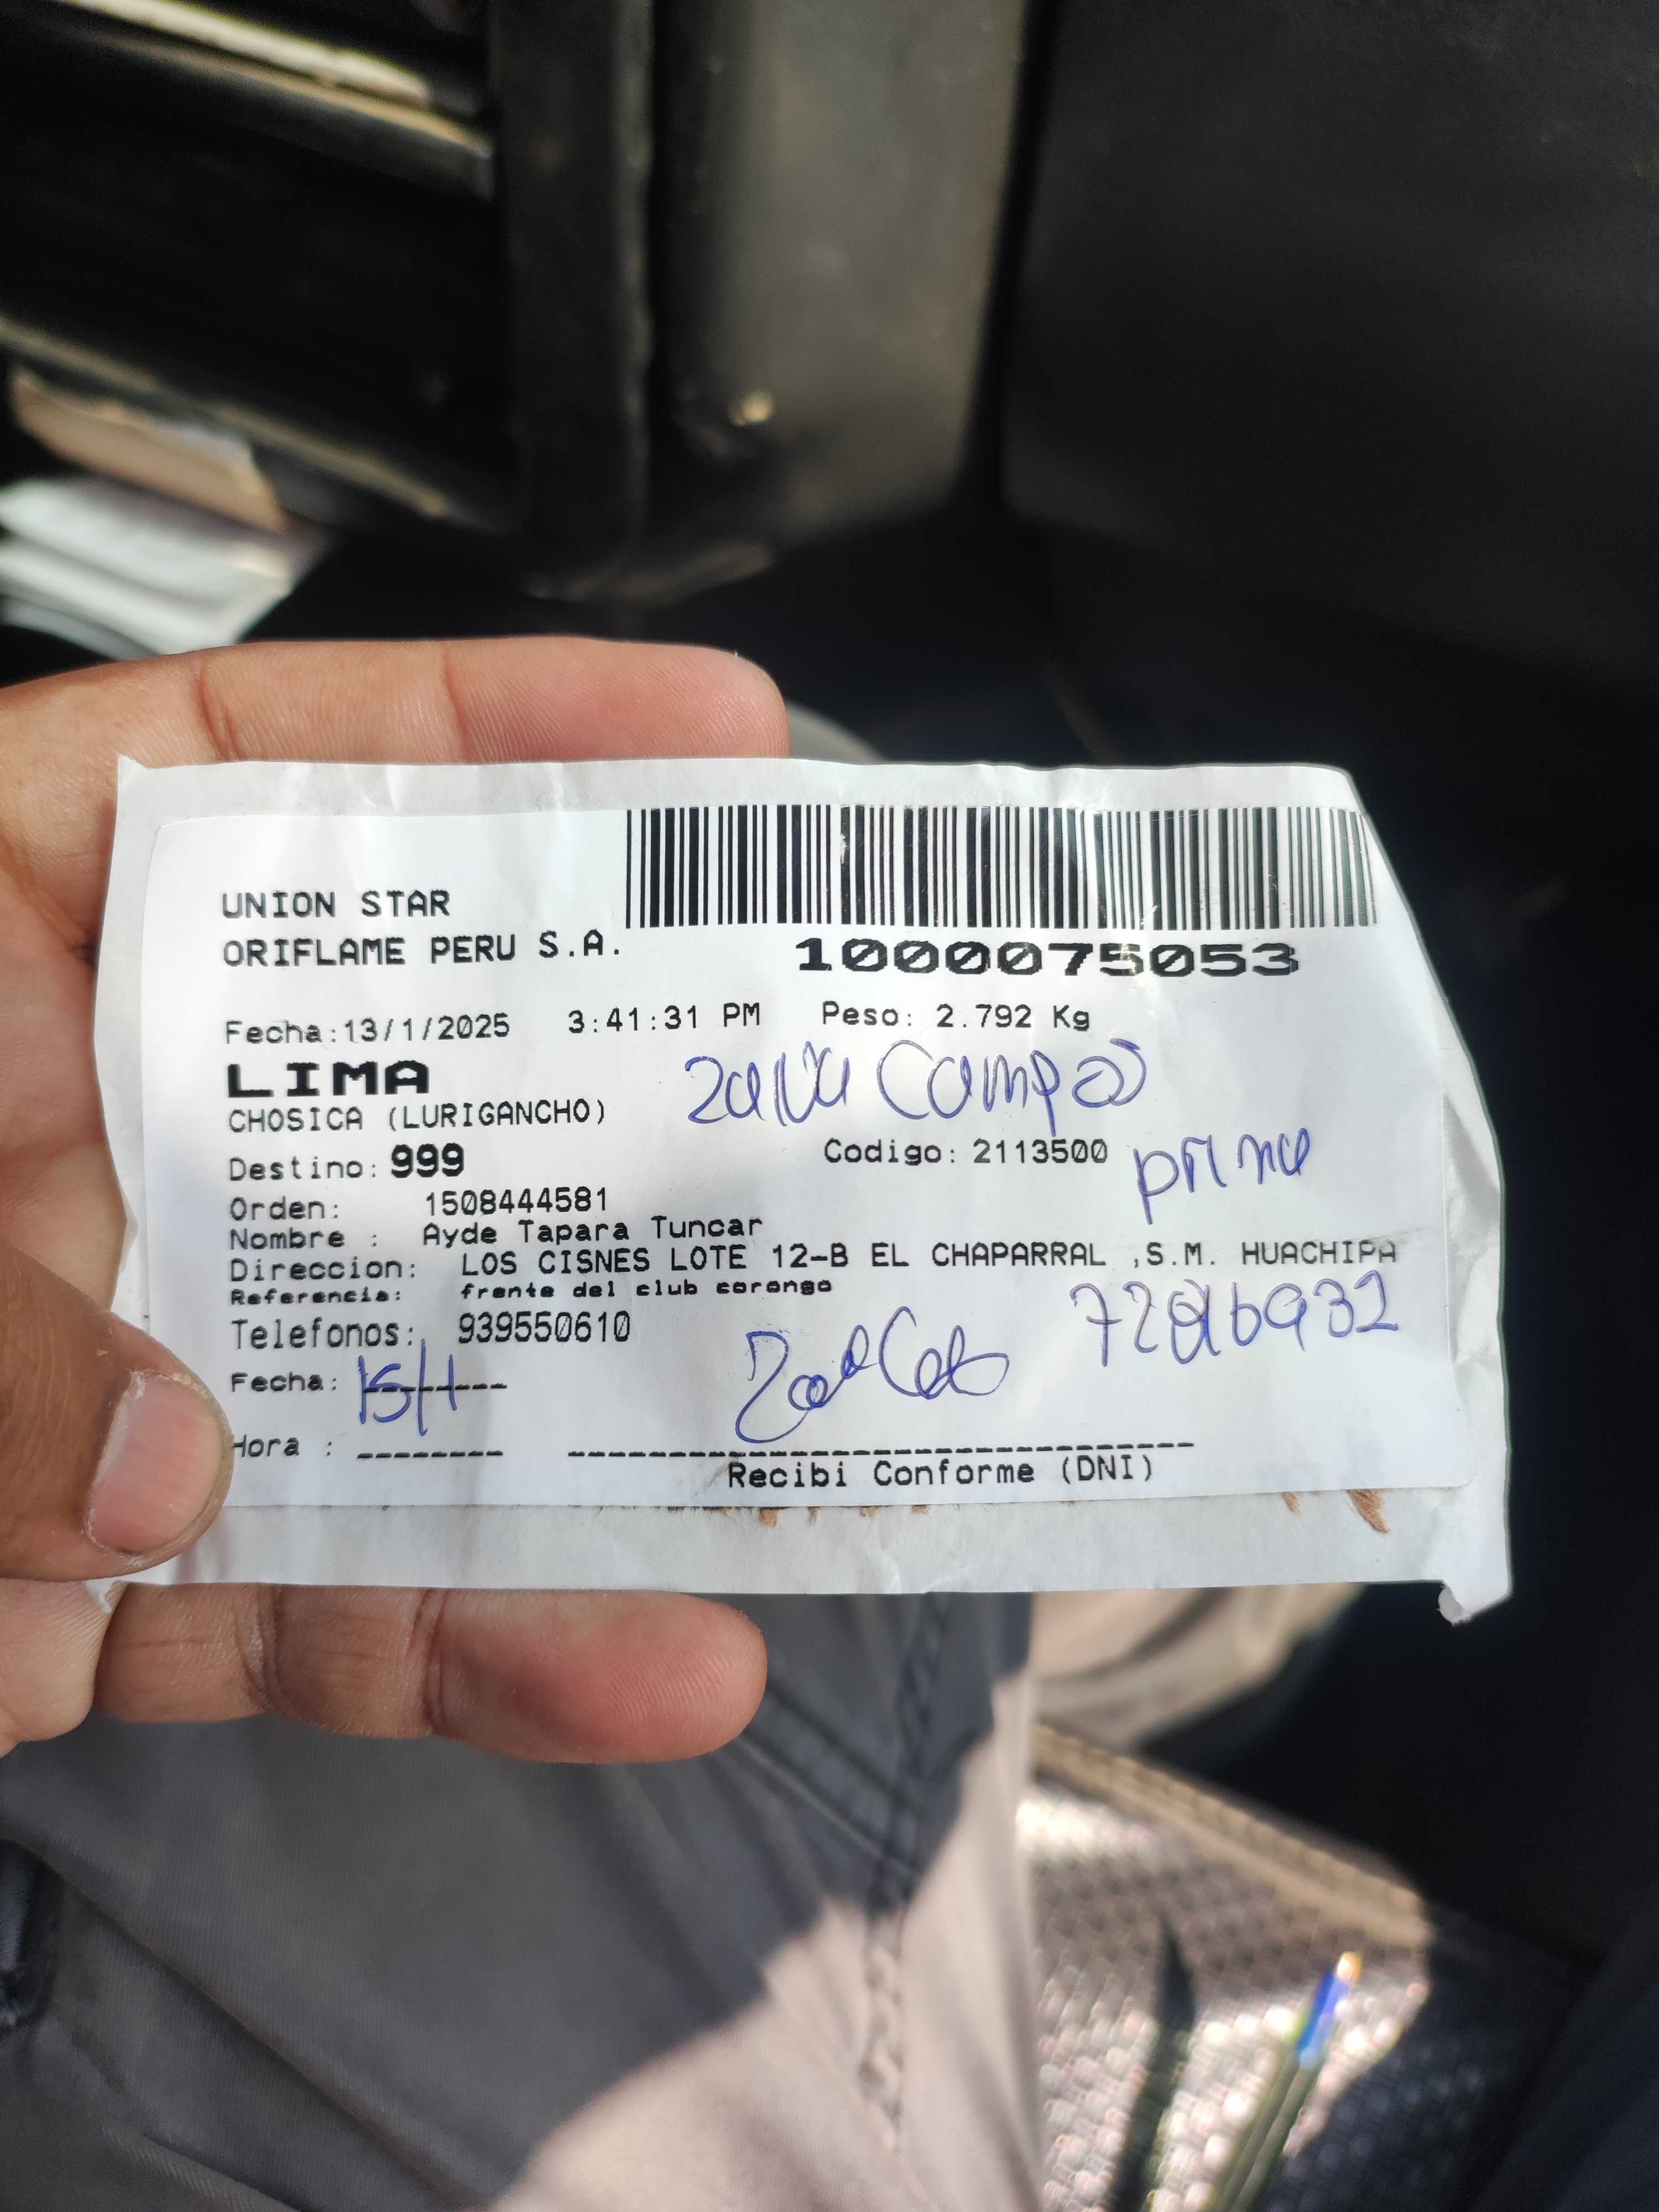 UNION STAR
ORIFLAME PERU S.A.
1000075053
Fecha:13/1/2025 3:41:31 PM Peso: 2.792 Kg
LIMA
CHOSICA (LURIGANCHO)
Campos
Destino: 999
Codigo: 2113500
prima
Orden: 1508444581
Nombre : Ayde Tapara Tuncar
Direccion: LOS CISNES LOTE 12-B EL CHAPARRAL ,S.M. HUACHIPA
Referencia: frente del club corongo
Telefonos: 939550610
Fecha: 15/1
Hora :
Recibi Conforme (DNI)